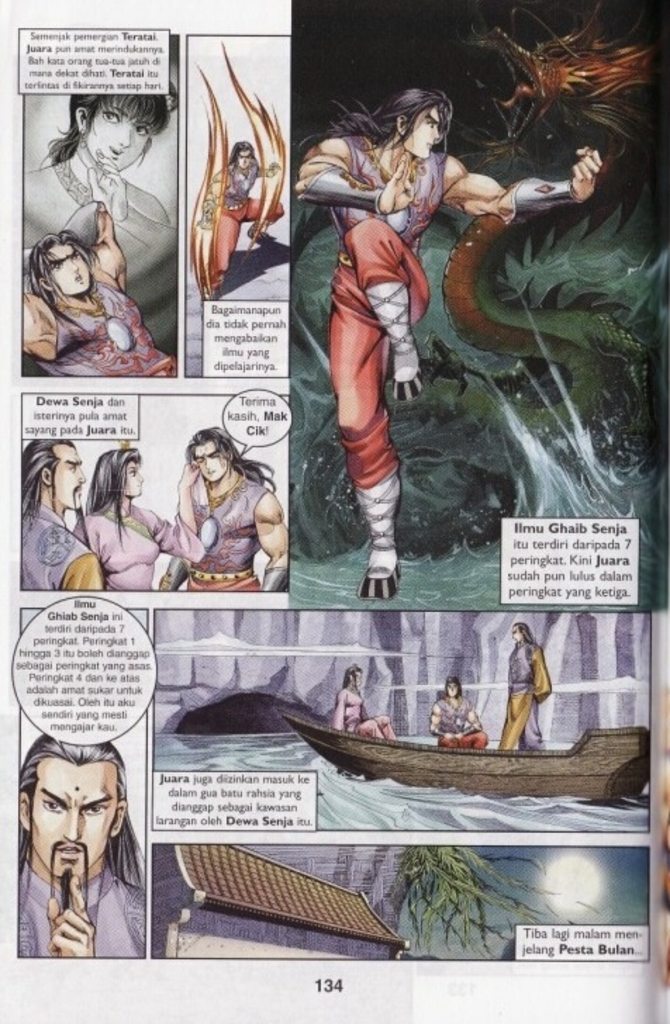 Semenjak pemergian Teratai,
Juara pun amat merindukannya.
Bah kata orang tua-tua jatuh di
mana dekat dihati. Teratai itu
terlintas di fikirannya setiap hari.
Bagaimanapun
dia tidak pernah
mengabaikan
ilmu yang
dipelajarinya.
Ilmu Ghaib Senja
itu terdiri daripada 7
peringkat. Kini Juara
sudah pun lulus dalam
peringkat yang ketiga.
Dewa Senja dan
isterinya pula amat
sayang pada Juara itu.
Terima
kasih, Mak
Cik!
Ilmu
Ghabib Senja ini
terdiri daripada 7
peringkat. Peringkat 1
hingga 3 itu boleh dianggap
sebagai peringkat yang asas.
Peringkat 4 dan ke atas
adalah amat sukar untuk
dikuasai. Oleh itu aku
sendiri yang mesti
mengajar kau.
Juara juga diizinkan masuk ke
dalam gua batu rahsia yang
dianggap sebagai kawasan
larangan oleh Dewa Senja itu.
Tiba lagi malam men-
jelang Pesta Bulan...
134